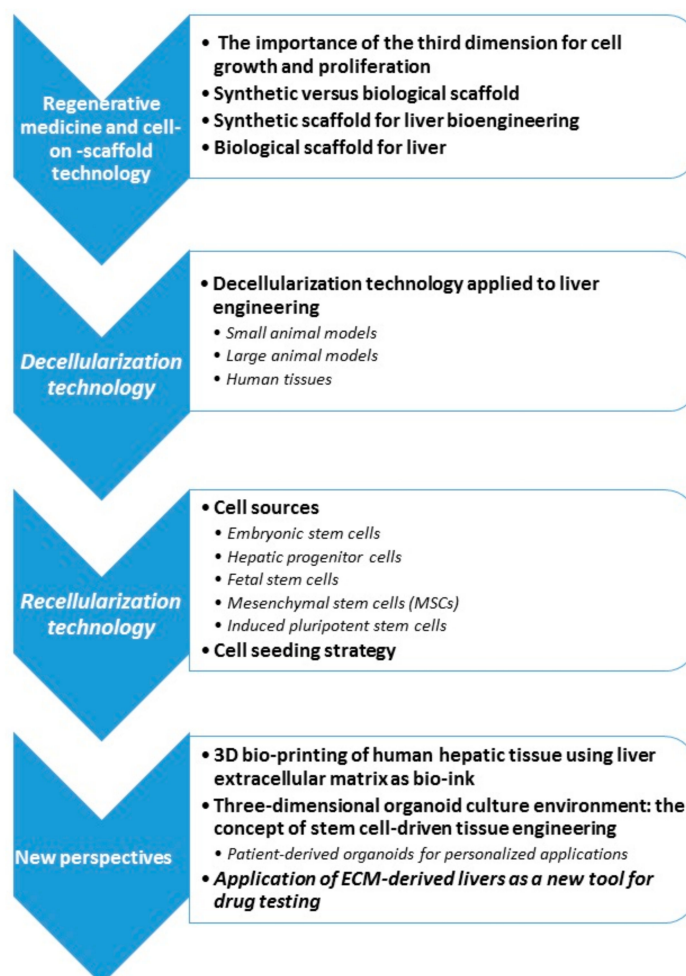 Regenerative
medicine and cell-
on -scaffold
technology
• The importance of the third dimension for cell
growth and proliferation
• Synthetic versus biological scaffold
• Synthetic scaffold for liver bioengineering
• Biological scaffold for liver
Decellularization
technology
• Decellularization technology applied to liver
engineering
• Small animal models
• Large animal models
• Human tissues
Recellularization
technology
• Cell sources
• Embryonic stem cells
• Hepatic progenitor cells
• Fetal stem cells
• Mesenchymal stem cells (MSCs)
• Induced pluripotent stem cells
• Cell seeding strategy
New perspectives
• 3D bio-printing of human hepatic tissue using liver
extracellular matrix as bio-ink
• Three-dimensional organoid culture environment: the
concept of stem cell-driven tissue engineering
• Patient-derived organoids for personalized applications
• Application of ECM-derived livers as a new tool for
drug testing